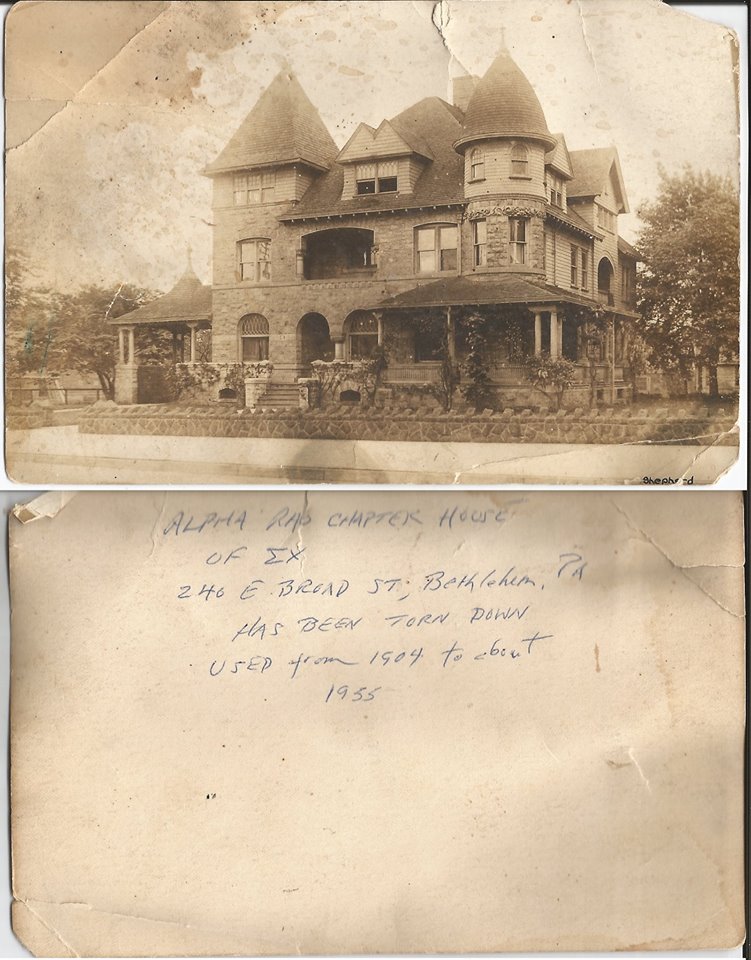 Shepherd
ALPHA RHO CHAPTER HOUSE
OF ΣX
240 E BROAD ST, Bethlehem, PA
HAS BEEN TORN DOWN
USED from 1904 to about
1955